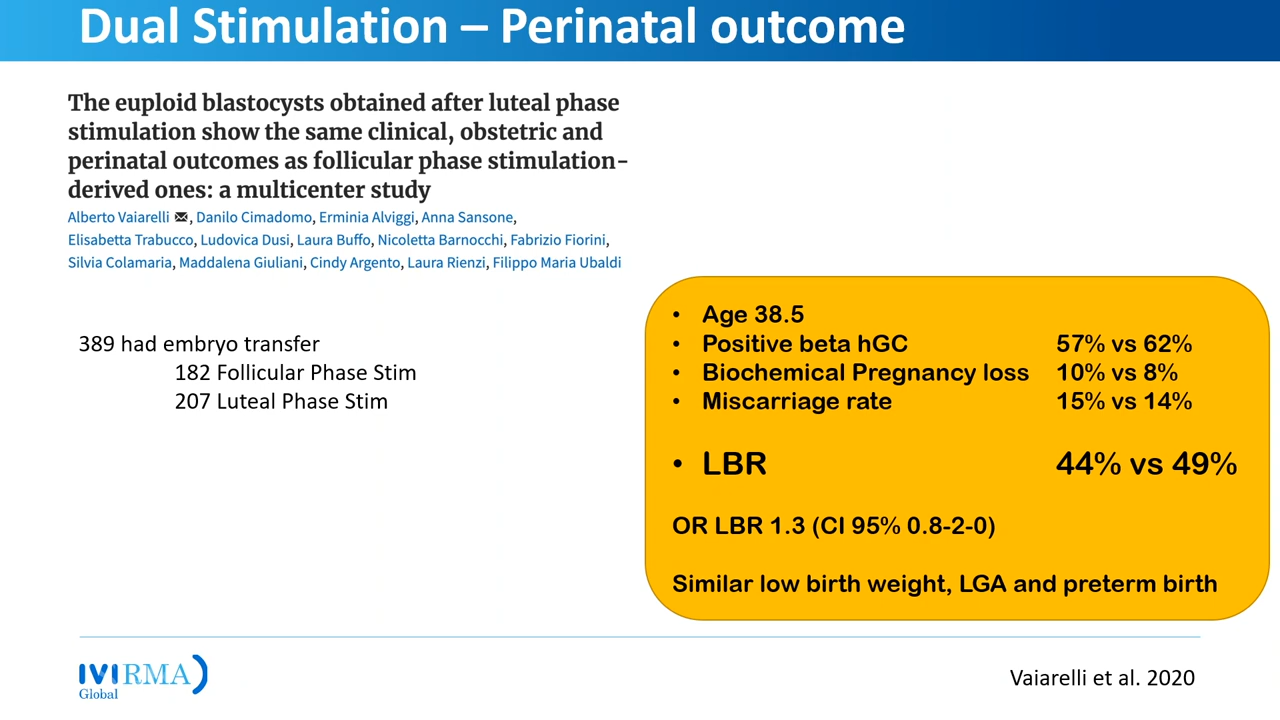 Dual Stimulation – Perinatal outcome
The euploid blastocysts obtained after luteal phase
stimulation show the same clinical, obstetric and
perinatal outcomes as follicular phase stimulation-
derived ones: a multicenter study
Alberto Vaiarelli ✉, Danilo Cimadomo, Erminia Alviggi, Anna Sansone,
Elisabetta Trabucco, Ludovica Dusi, Laura Buffo, Nicoletta Barnocchi, Fabrizio Fiorini,
Silvia Colamaria, Maddalena Giuliani, Cindy Argento, Laura Rienzi, Filippo Maria Ubaldi
389 had embryo transfer
182 Follicular Phase Stim
207 Luteal Phase Stim
• Age 38.5
• Positive beta hGC 57% vs 62%
• Biochemical Pregnancy loss 10% vs 8%
• Miscarriage rate 15% vs 14%
• LBR 44% vs 49%
OR LBR 1.3 (CI 95% 0.8-2-0)
Similar low birth weight, LGA and preterm birth
IVIRMA
Global
Vaiarelli et al. 2020